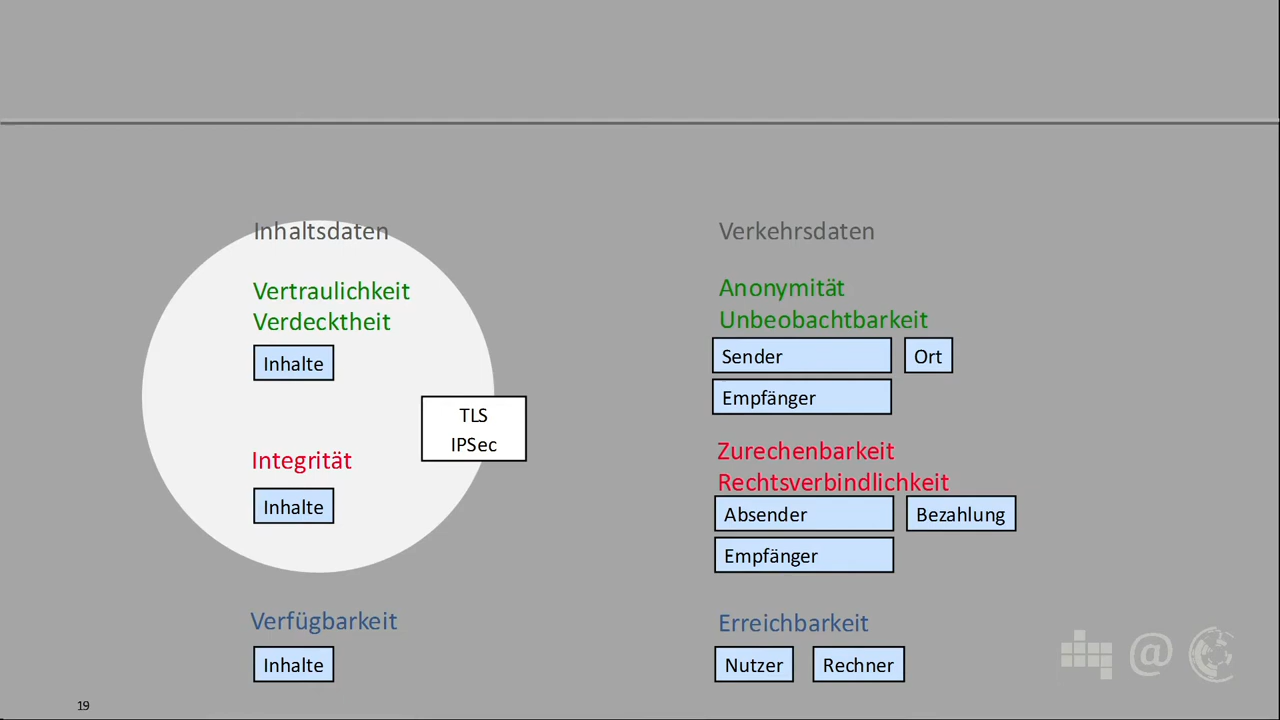 Inhaltsdaten
Vertraulichkeit
Verdecktheit
Inhalte
TLS
IPSec
Integrität
Inhalte
Verfügbarkeit
Inhalte
Verkehrsdaten
Anonymität
Unbeobachtbarkeit
Sender
Ort
Empfänger
Zurechenbarkeit
Rechtsverbindlichkeit
Absender
Bezahlung
Empfänger
Erreichbarkeit
Nutzer
Rechner
@
19